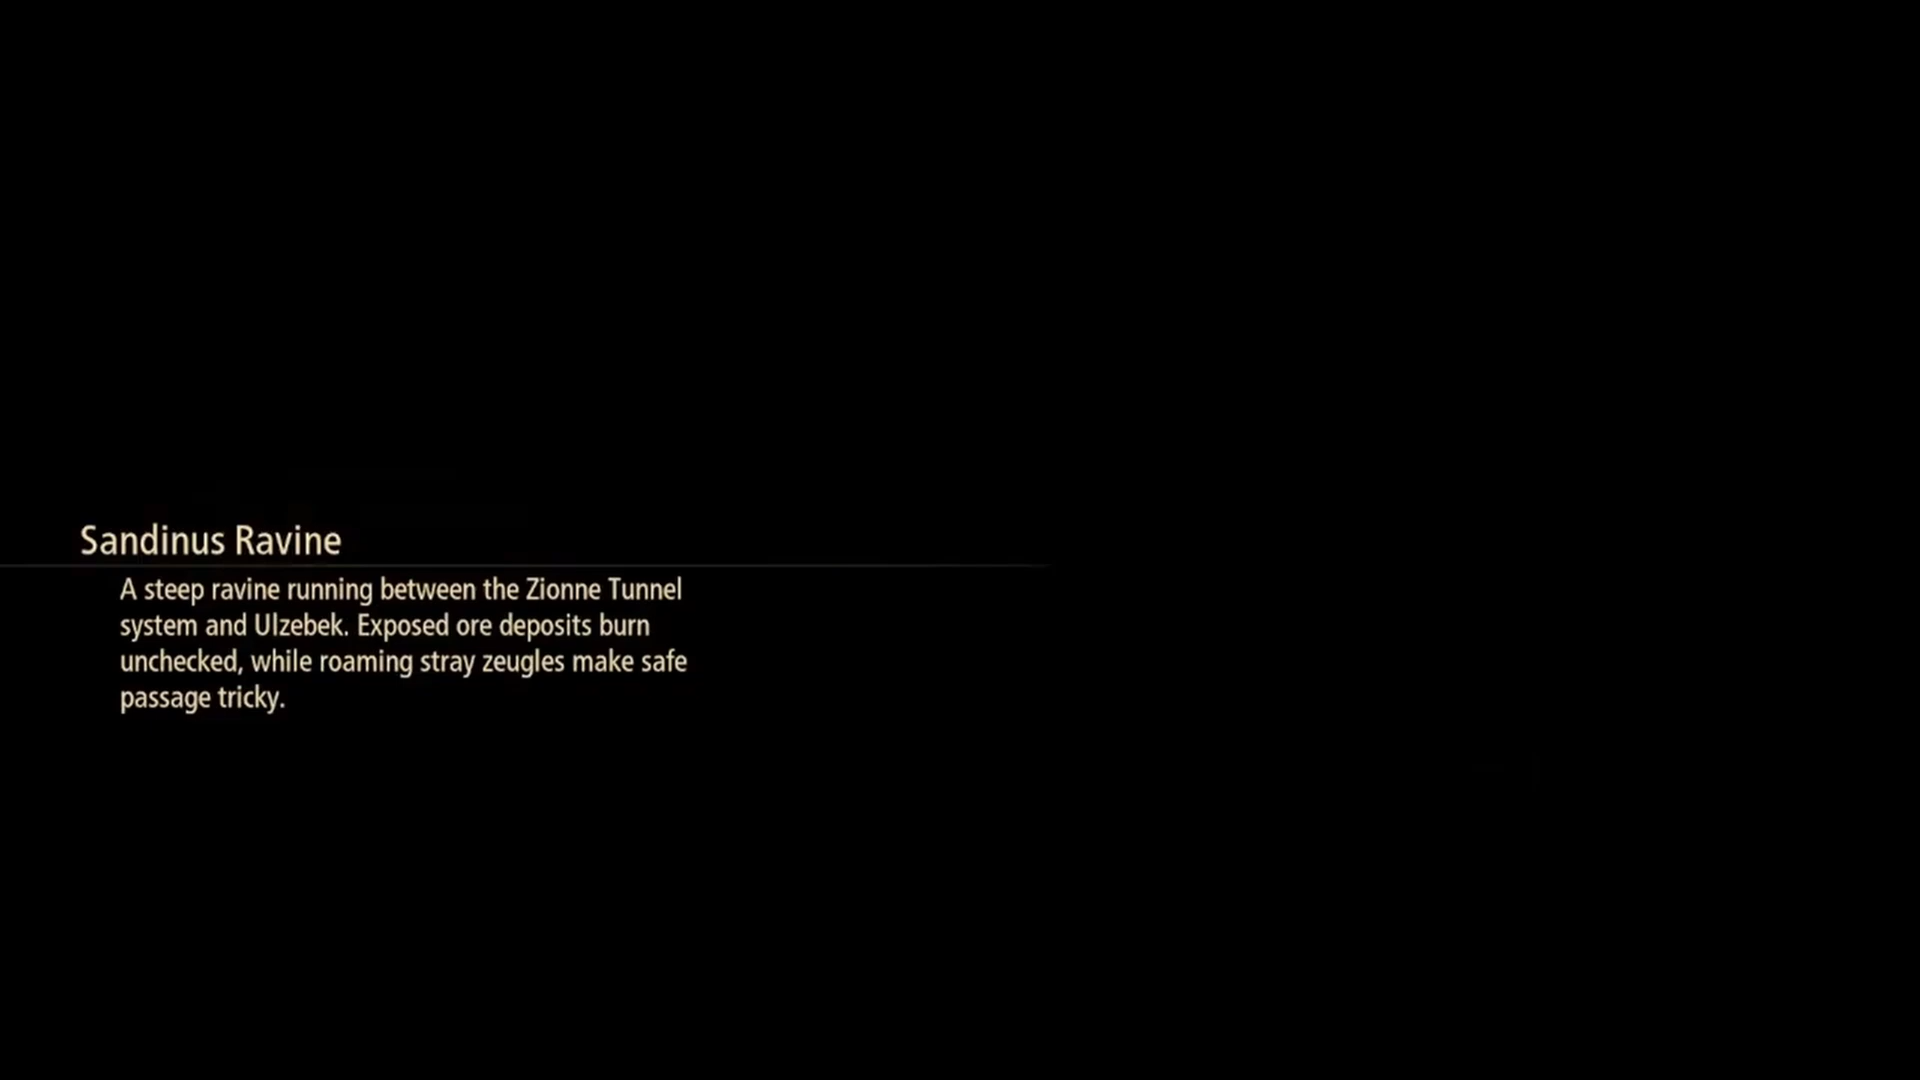 Sandinus Ravine
A steep ravine running between the Zionne Tunnel
system and Ulzebek. Exposed ore deposits burn
unchecked, while roaming stray zeugles make safe
passage tricky.